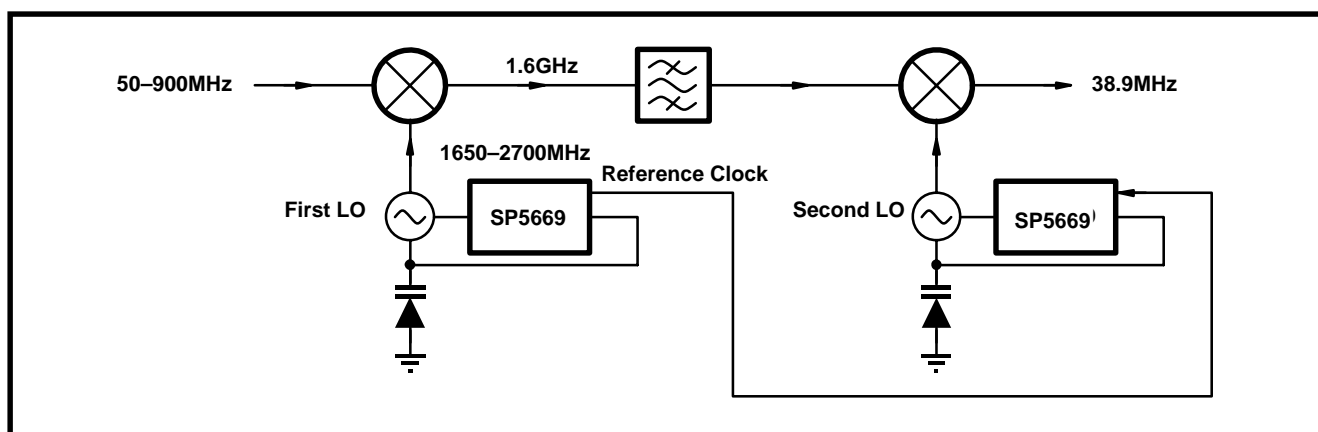 50–900MHz
1.6GHz
38.9MHz
1650–2700MHz
Reference Clock
First LO
SP5669
Second LO
SP5669